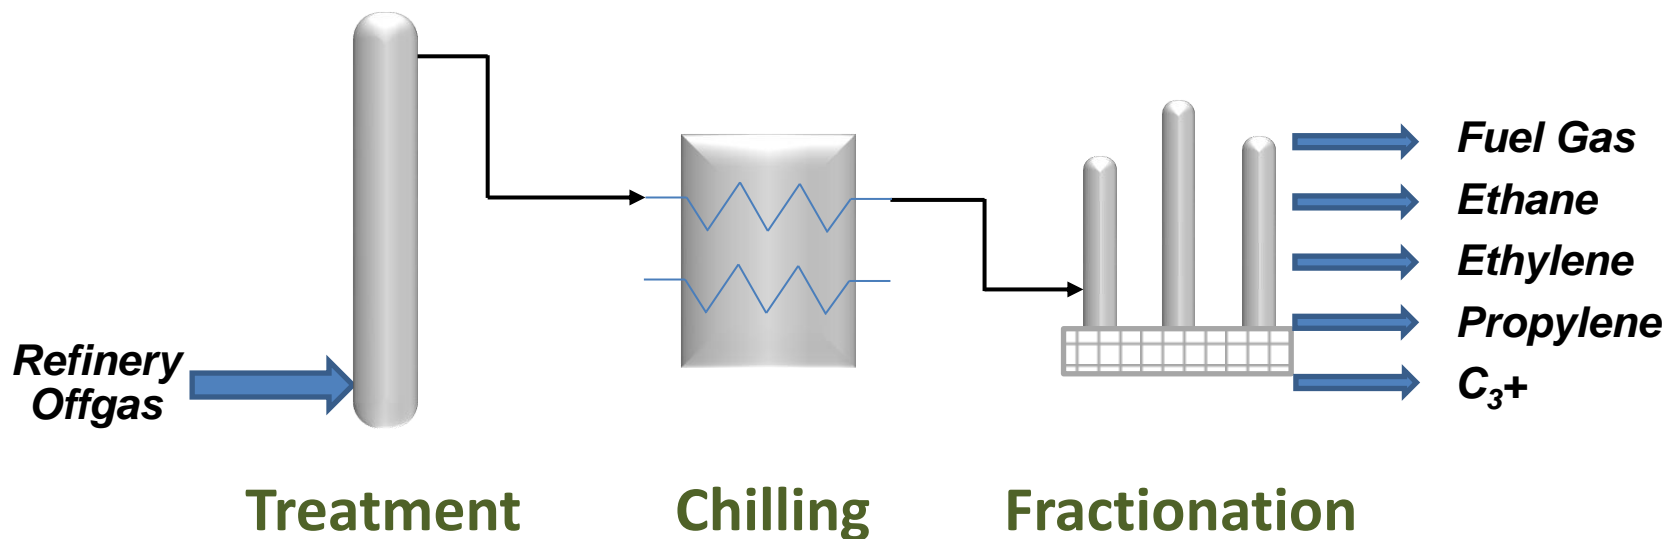 Refinery
Offgas
Fuel Gas
Ethane
Ethylene
Propylene
C₃+
Treatment
Chilling
Fractionation